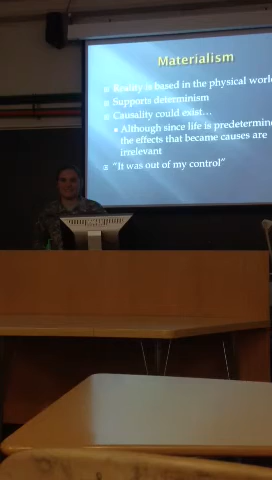 Materialism
Reality is based in the physical world
Supports determinism
Causality could exist...
Although since life is predetermined
the effects that became causes are
irrelevant
"It was out of my control"